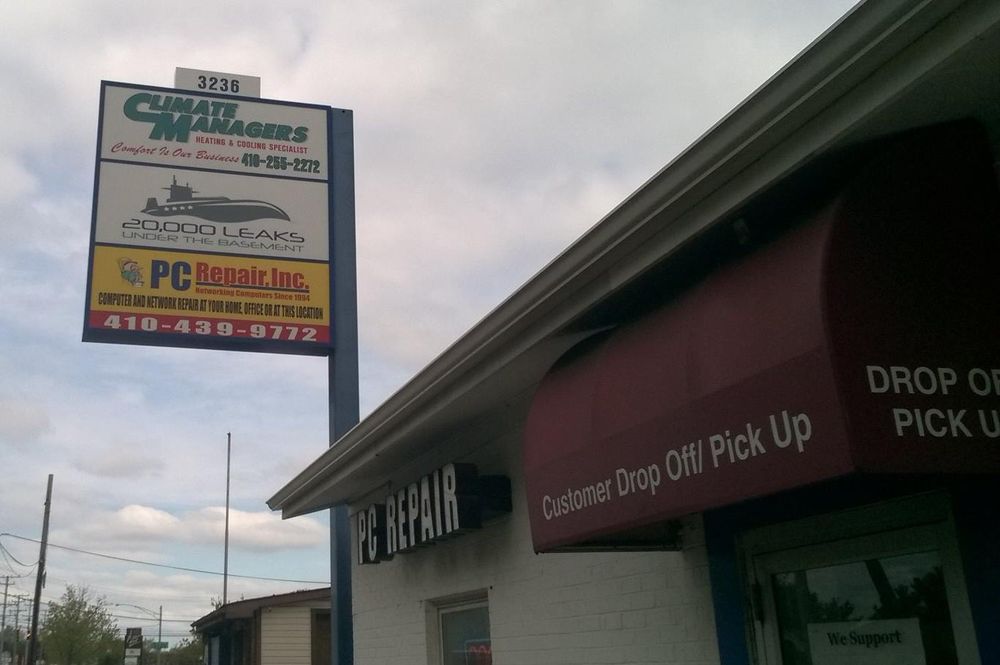 3236
CLIMATE
MANAGERS
HEATING & COOLING SPECIALIST
Comfort Is Our Business 410-255-2272
20,000 LEAKS
UNDER THE BASEMENT
PC Repair, Inc.
Networking Computers Since 1994
COMPUTER AND NETWORK REPAIR AT YOUR HOME, OFFICE OR AT THIS LOCATION
410-439-9772
PC REPAIR
Customer Drop Off/ Pick Up
DROP OF
PICK U
We Support